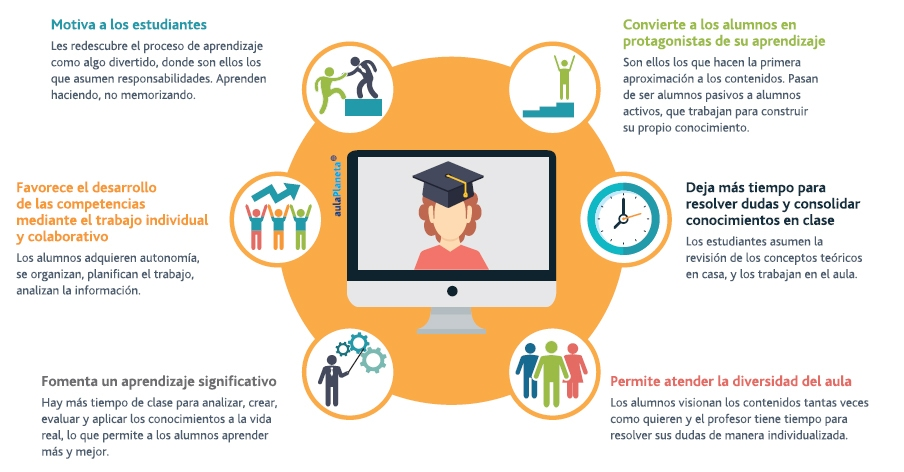 Motiva a los estudiantes
Les redescubre el proceso de aprendizaje
como algo divertido, donde son ellos los
que asumen responsabilidades. Aprenden
haciendo, no memorizando.
Convierte a los alumnos en
protagonistas de su aprendizaje
Son ellos los que hacen la primera
aproximación a los contenidos. Pasan
de ser alumnos pasivos a alumnos
activos, que trabajan para construir
su propio conocimiento.
Favorece el desarrollo
de las competencias
mediante el trabajo individual
y colaborativo
Los alumnos adquieren autonomía,
se organizan, planifican el trabajo,
analizan la información.
aulaPlaneta
Deja más tiempo para
resolver dudas y consolidar
conocimientos en clase
Los estudiantes asumen la
revisión de los conceptos teóricos
en casa, y los trabajan en el aula.
Fomenta un aprendizaje significativo
Hay más tiempo de clase para analizar, crear,
evaluar y aplicar los conocimientos a la vida
real, lo que permite a los alumnos aprender
más y mejor.
Permite atender la diversidad del aula
Los alumnos visionan los contenidos tantas veces
como quieren y el profesor tiene tiempo para
resolver sus dudas de manera individualizada.